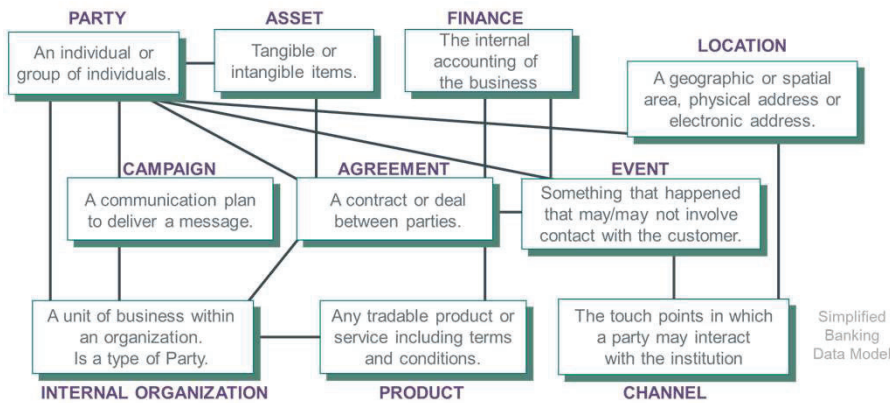 PARTY
An individual or
group of individuals.
ASSET
Tangible or
intangible items.
FINANCE
The internal
accounting of
the business
LOCATION
A geographic or spatial
area, physical address or
electronic address.
CAMPAIGN
A communication plan
to deliver a message.
AGREEMENT
A contract or deal
between parties.
EVENT
Something that happened
that may/may not involve
contact with the customer.
A unit of business within
an organization.
Is a type of Party.
INTERNAL ORGANIZATION
Any tradable product or
service including terms
and conditions.
PRODUCT
The touch points in which
a party may interact
with the institution
CHANNEL
Simplified
Banking
Data Model